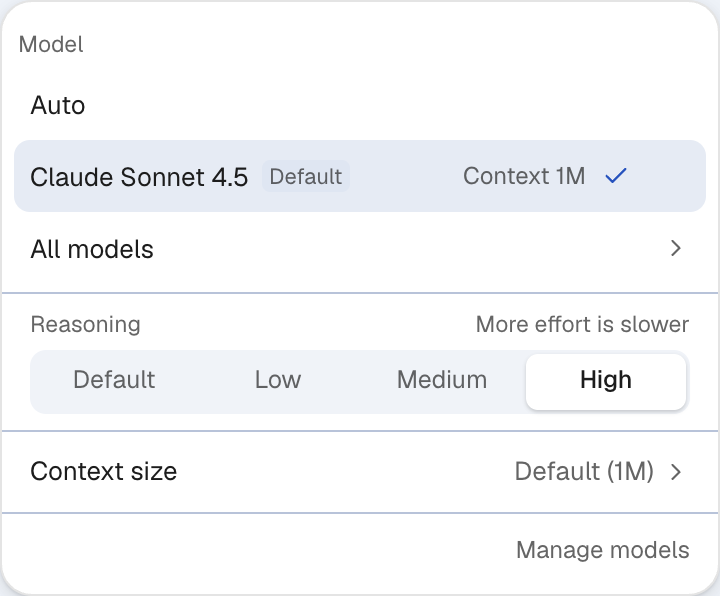 Model
Auto
Claude Sonnet 4.5 Default Context 1M
All models
Reasoning More effort is slower
Default Low Medium High
Context size Default (1M)
Manage models